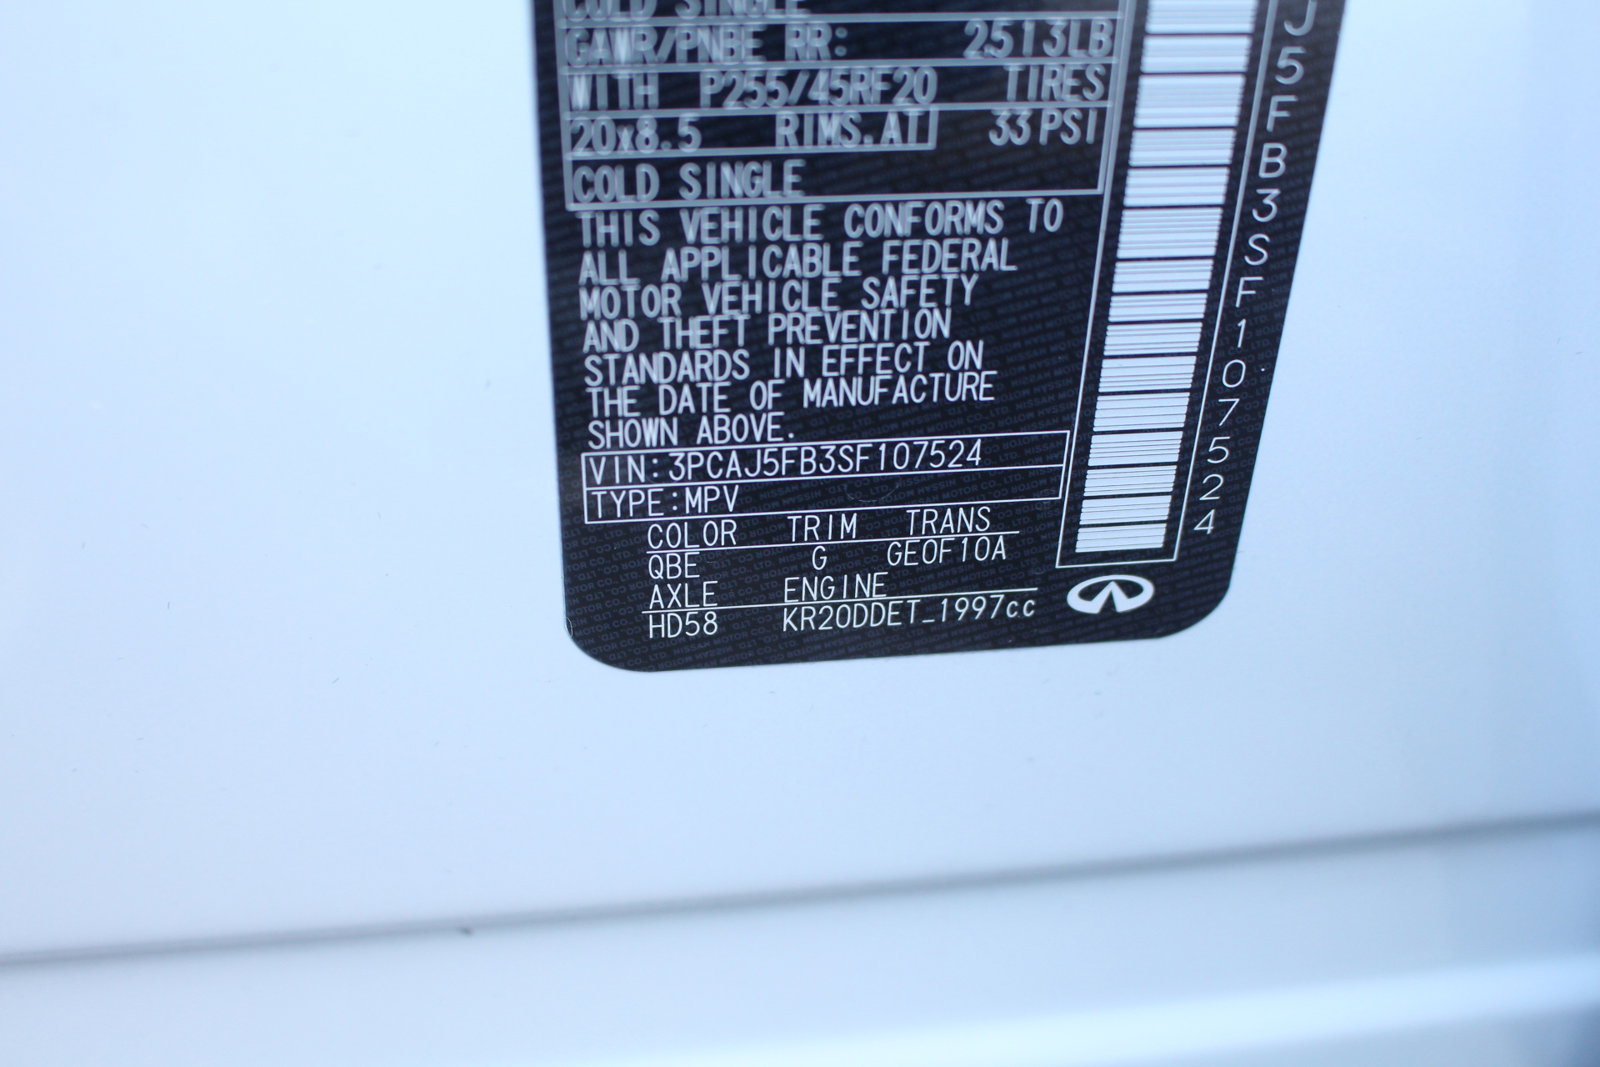 COLD SINGLE
GAWR/PNBE RR: 2513LB
WITH P255/45RF20 TIRES
20x8.5 RIMS.AT 33 PSI
COLD SINGLE
THIS VEHICLE CONFORMS TO
ALL APPLICABLE FEDERAL
MOTOR VEHICLE SAFETY
AND THEFT PREVENTION
STANDARDS IN EFFECT ON
THE DATE OF MANUFACTURE
SHOWN ABOVE.
VIN: 3PCAJ5FB3SF107524
TYPE:MPV
COLOR TRIM TRANS
QBE G GE0F10A
AXLE ENGINE
HD58 KR20DDET_1997cc
J5FB3SF107524